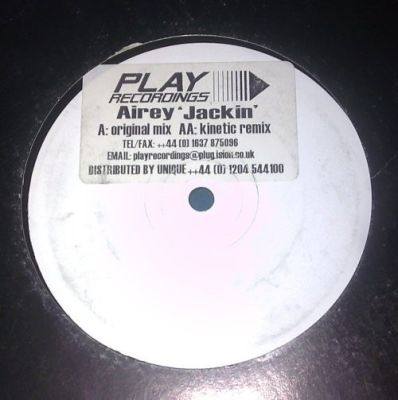 PLAY
RECORDINGS
Airey 'Jackin'
A: original mix AA: kinetic remix
TEL/FAX: ++44 (0) 1637 875096
EMAIL: playrecordings@plug.ision.co.uk
DISTRIBUTED BY UNIQUE ++44 (0) 1204 544100